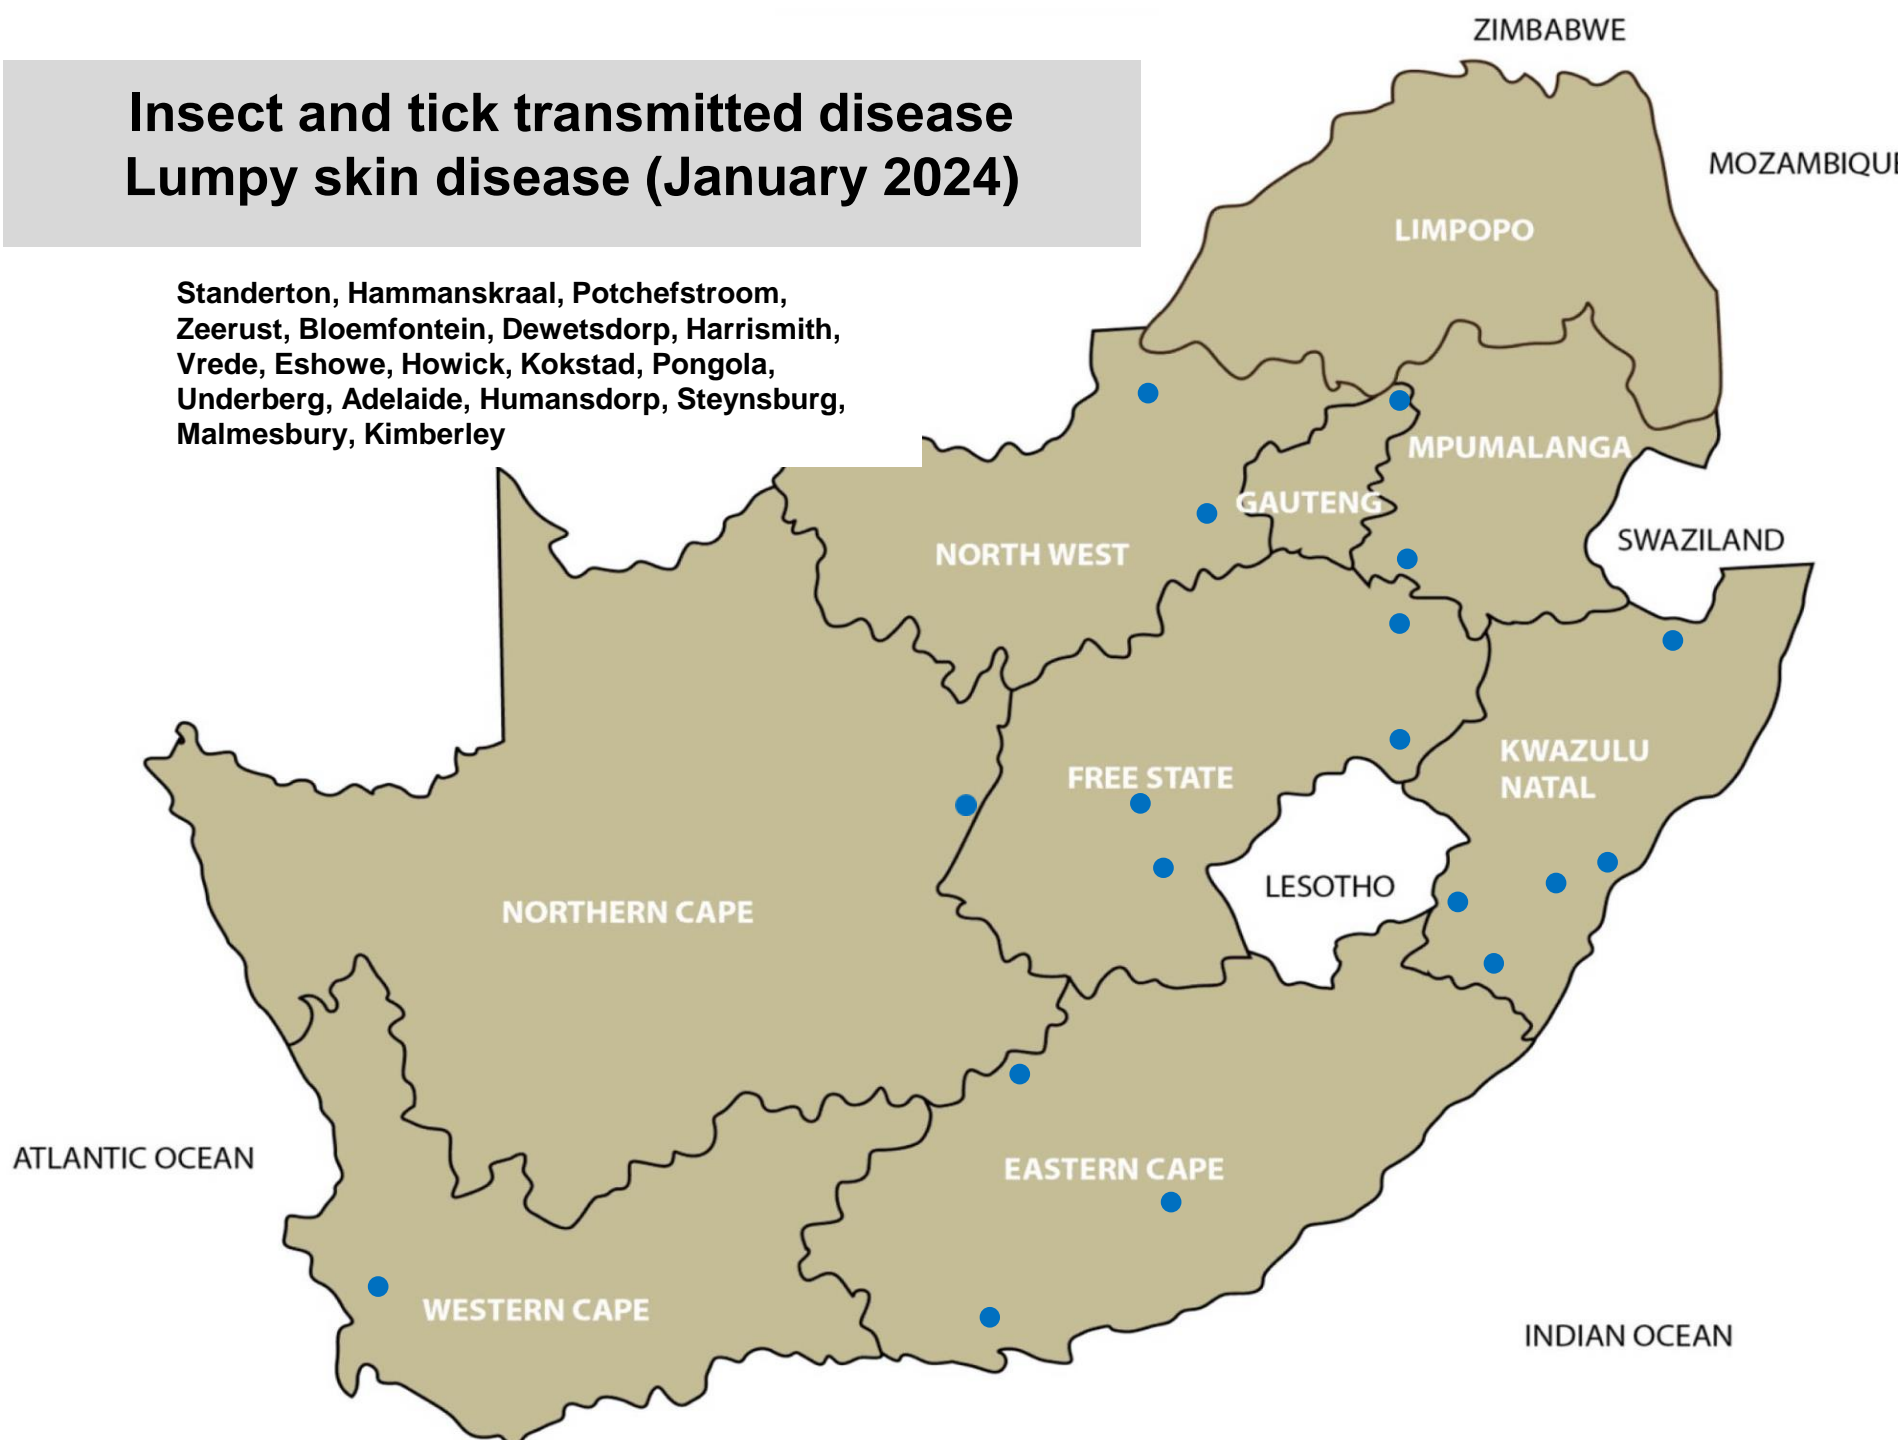 ZIMBABWE
Insect and tick transmitted disease
Lumpy skin disease (January 2024)
MOZAMBIQUE
LIMPOPO
Standerton, Hammanskraal, Potchefstroom,
Zeerust, Bloemfontein, Dewetsdorp, Harrismith,
Vrede, Eshowe, Howick, Kokstad, Pongola,
Underberg, Adelaide, Humansdorp, Steynsburg,
Malmesbury, Kimberley
MPUMALANGA
GAUTENG
SWAZILAND
NORTH WEST
KWAZULU
NATAL
FREE STATE
LESOTHO
NORTHERN CAPE
ATLANTIC OCEAN
EASTERN CAPE
WESTERN CAPE
INDIAN OCEAN